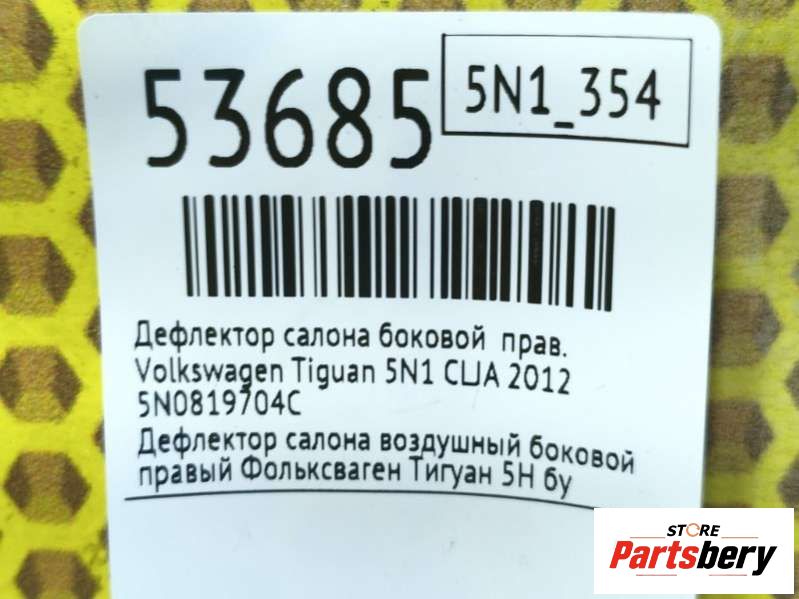 53685
5N1_354
Дефлектор салона боковой прав.
Volkswagen Tiguan 5N1 CLJA 2012
5N0819704C
Дефлектор салона воздушный боковой
правый Фольксваген Тигуан 5Н бу
STORE
Partsbery